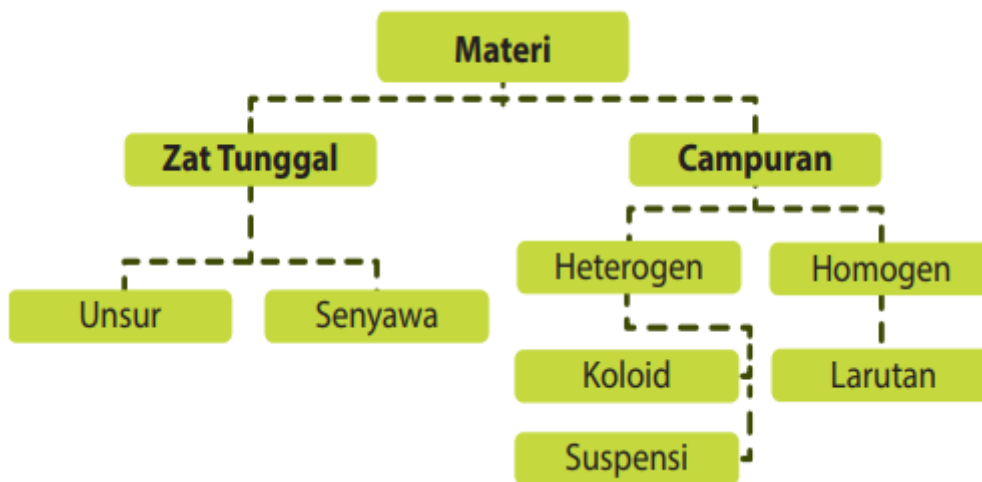 Materi
Zat Tunggal
Campuran
Unsur
Senyawa
Heterogen
Homogen
Koloid
Larutan
Suspensi